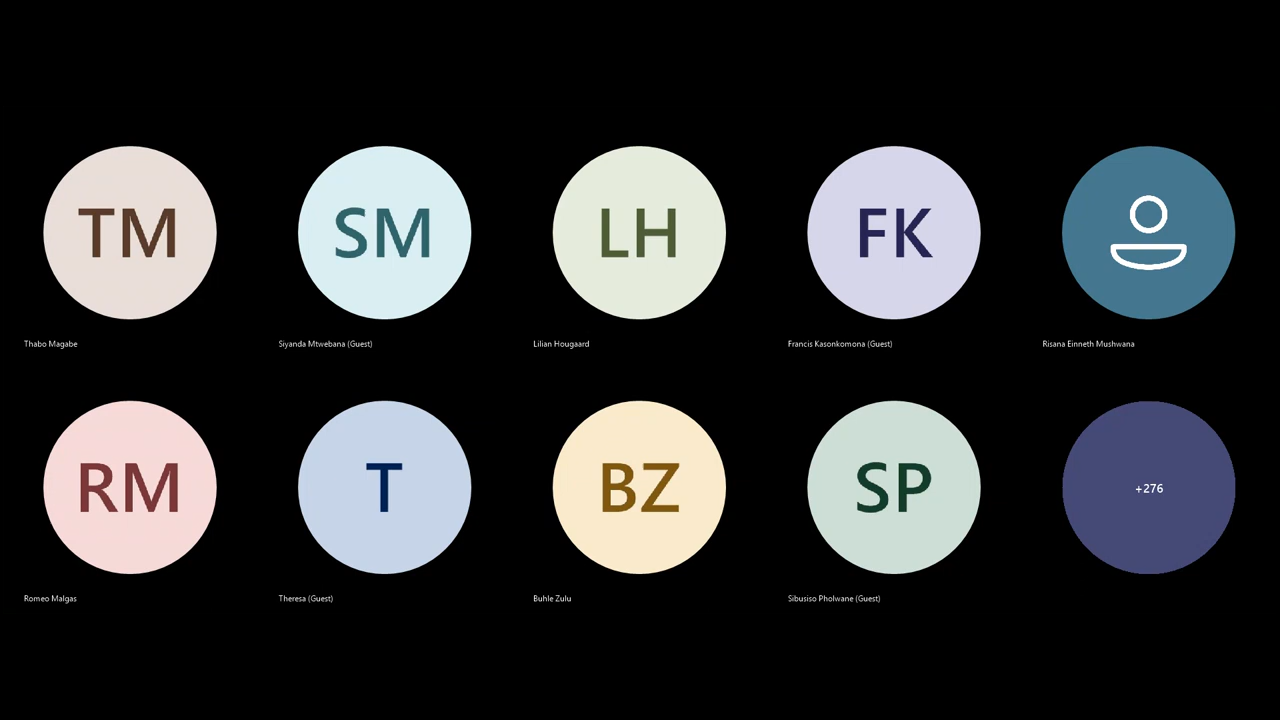 TM
SM
LH
FK
Thabo Magabe
Siyanda Mtwebana (Guest)
Lilian Hougaard
Francis Kasonkomona (Guest)
Risana Einneth Mushwana
RM
T
BZ
SP
+276
Romeo Malgas
Theresa (Guest)
Buhle Zulu
Sibusiso Pholwane (Guest)